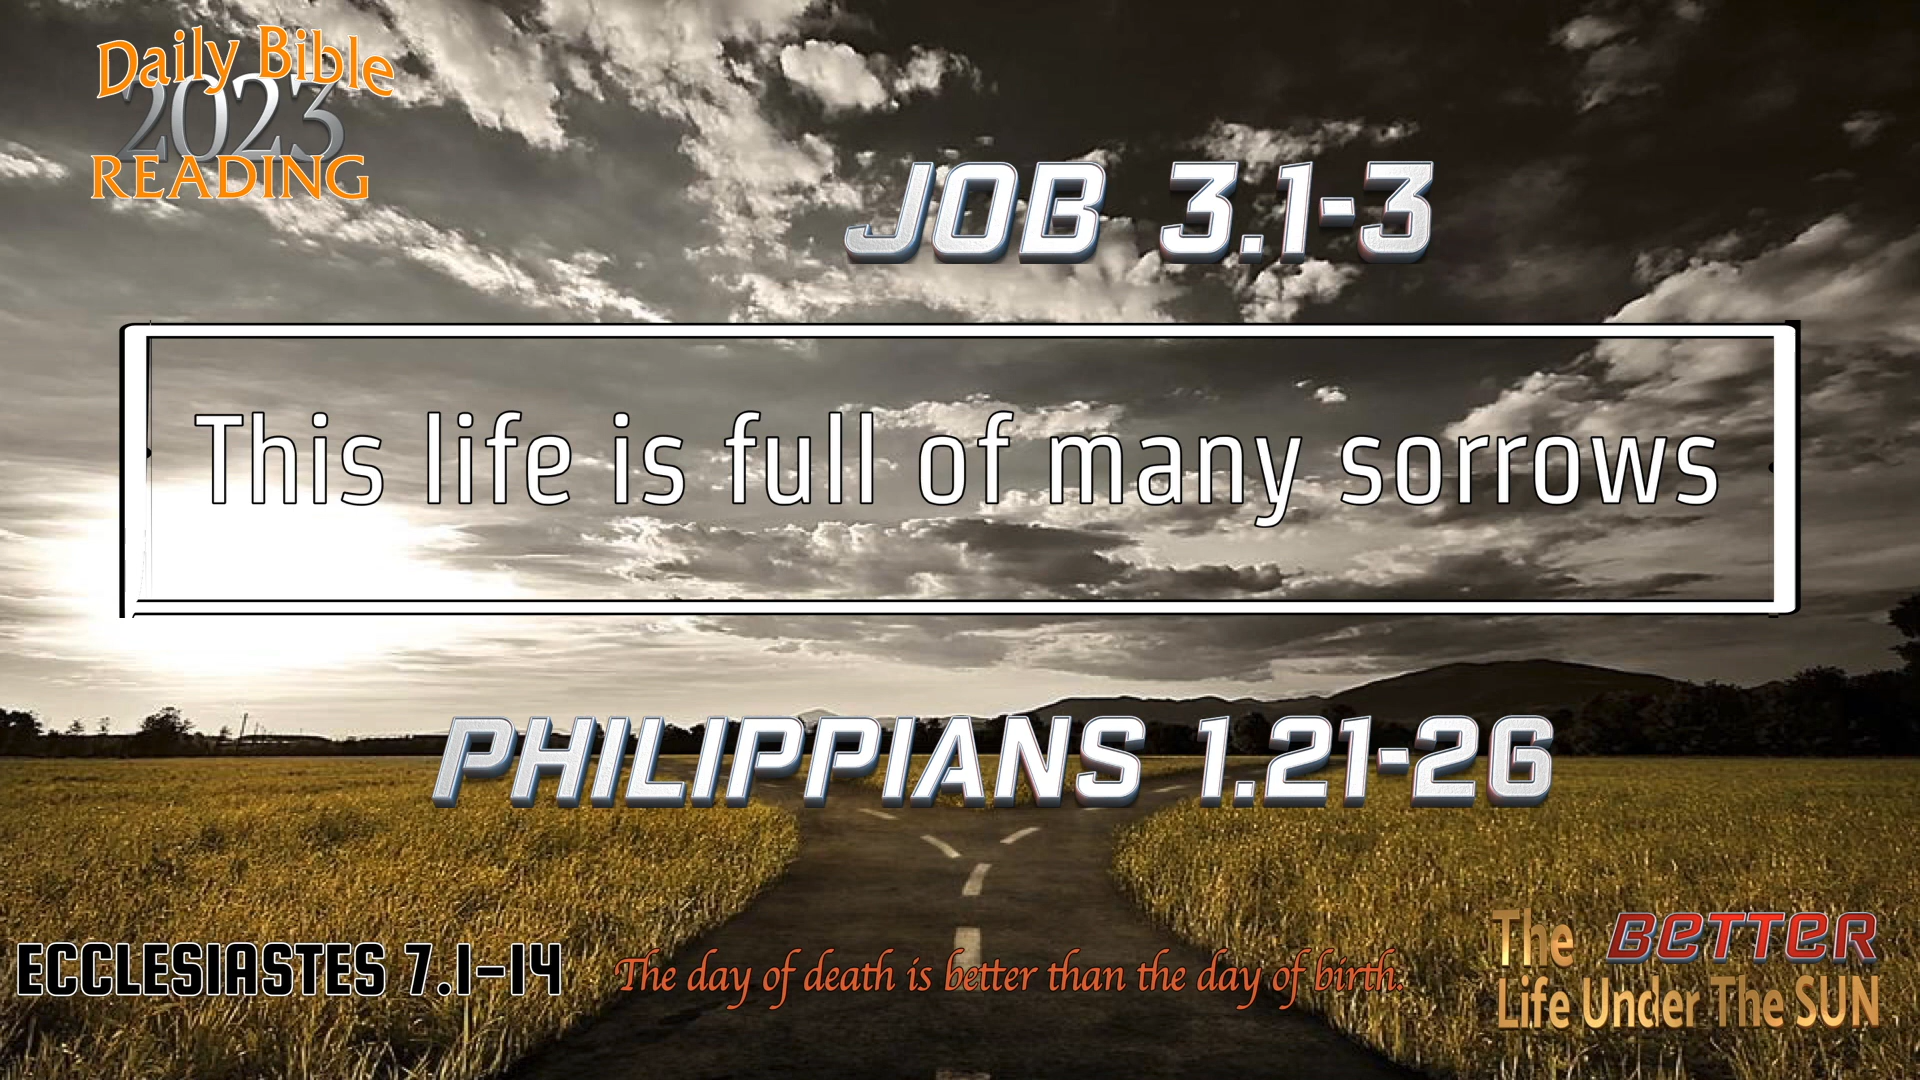 Daily Bible
2023
READING
JOB 3.1-3
This life is full of many sorrows
PHILIPPIANS 1.21-26
ECCLESIASTES 7.1-14
The day of death is better than the day of birth.
The BETTER
Life Under The SUN